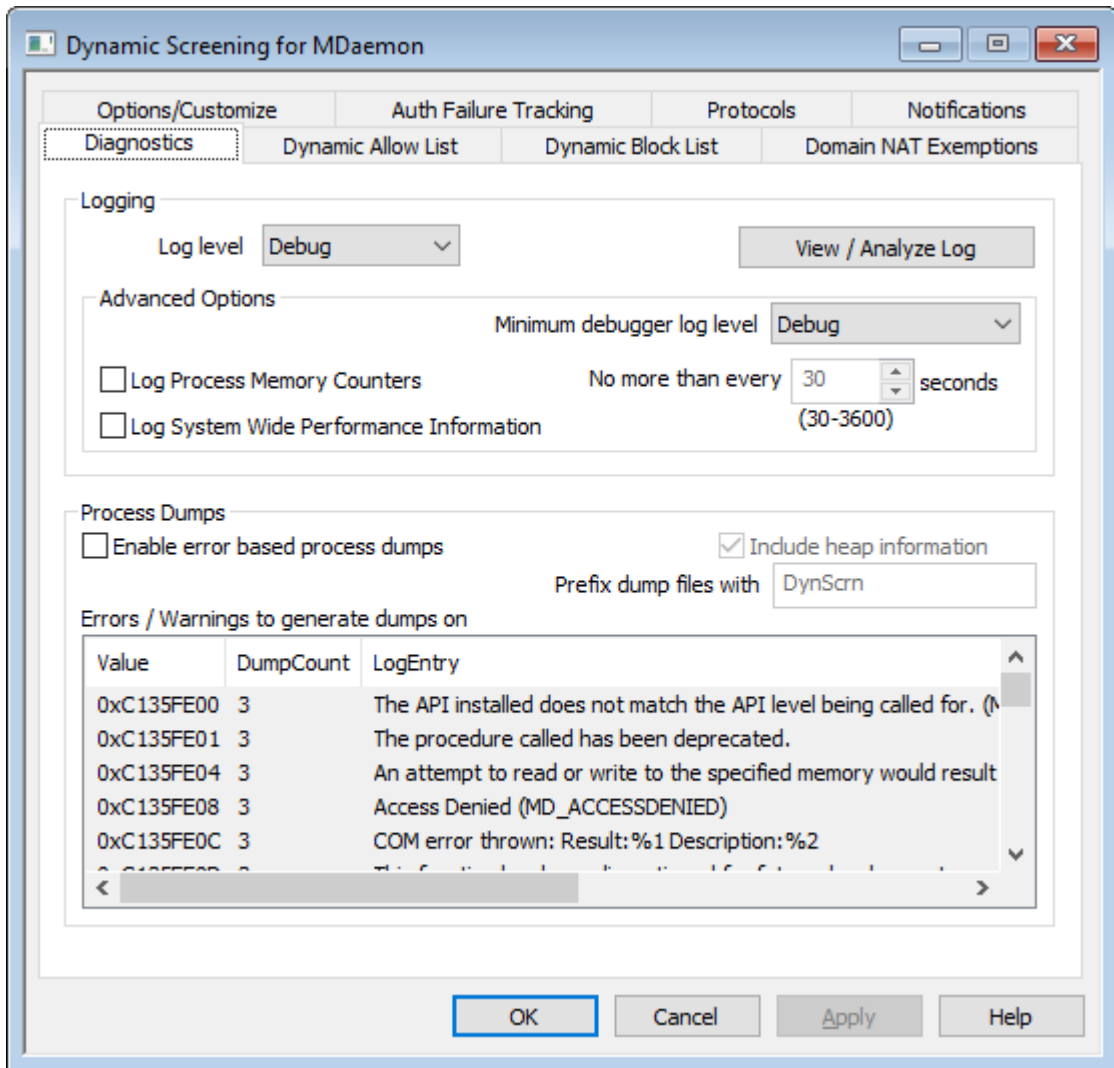 Dynamic Screening for MDaemon
Options/Customize Auth Failure Tracking Protocols Notifications
Diagnostics Dynamic Allow List Dynamic Block List Domain NAT Exemptions
Logging
Log level Debug View / Analyze Log
Advanced Options
Minimum debugger log level Debug
Log Process Memory Counters No more than every 30 seconds
Log System Wide Performance Information (30-3600)
Process Dumps
Enable error based process dumps Include heap information
Prefix dump files with DynScrn
Errors / Warnings to generate dumps on
Value DumpCount LogEntry
0xC135FE00 3 The API installed does not match the API level being called for. (
0xC135FE01 3 The procedure called has been deprecated.
0xC135FE04 3 An attempt to read or write to the specified memory would result
0xC135FE08 3 Access Denied (MD_ACCESSDENIED)
0xC135FE0C 3 COM error thrown: Result:%1 Description:%2
OK Cancel Apply Help